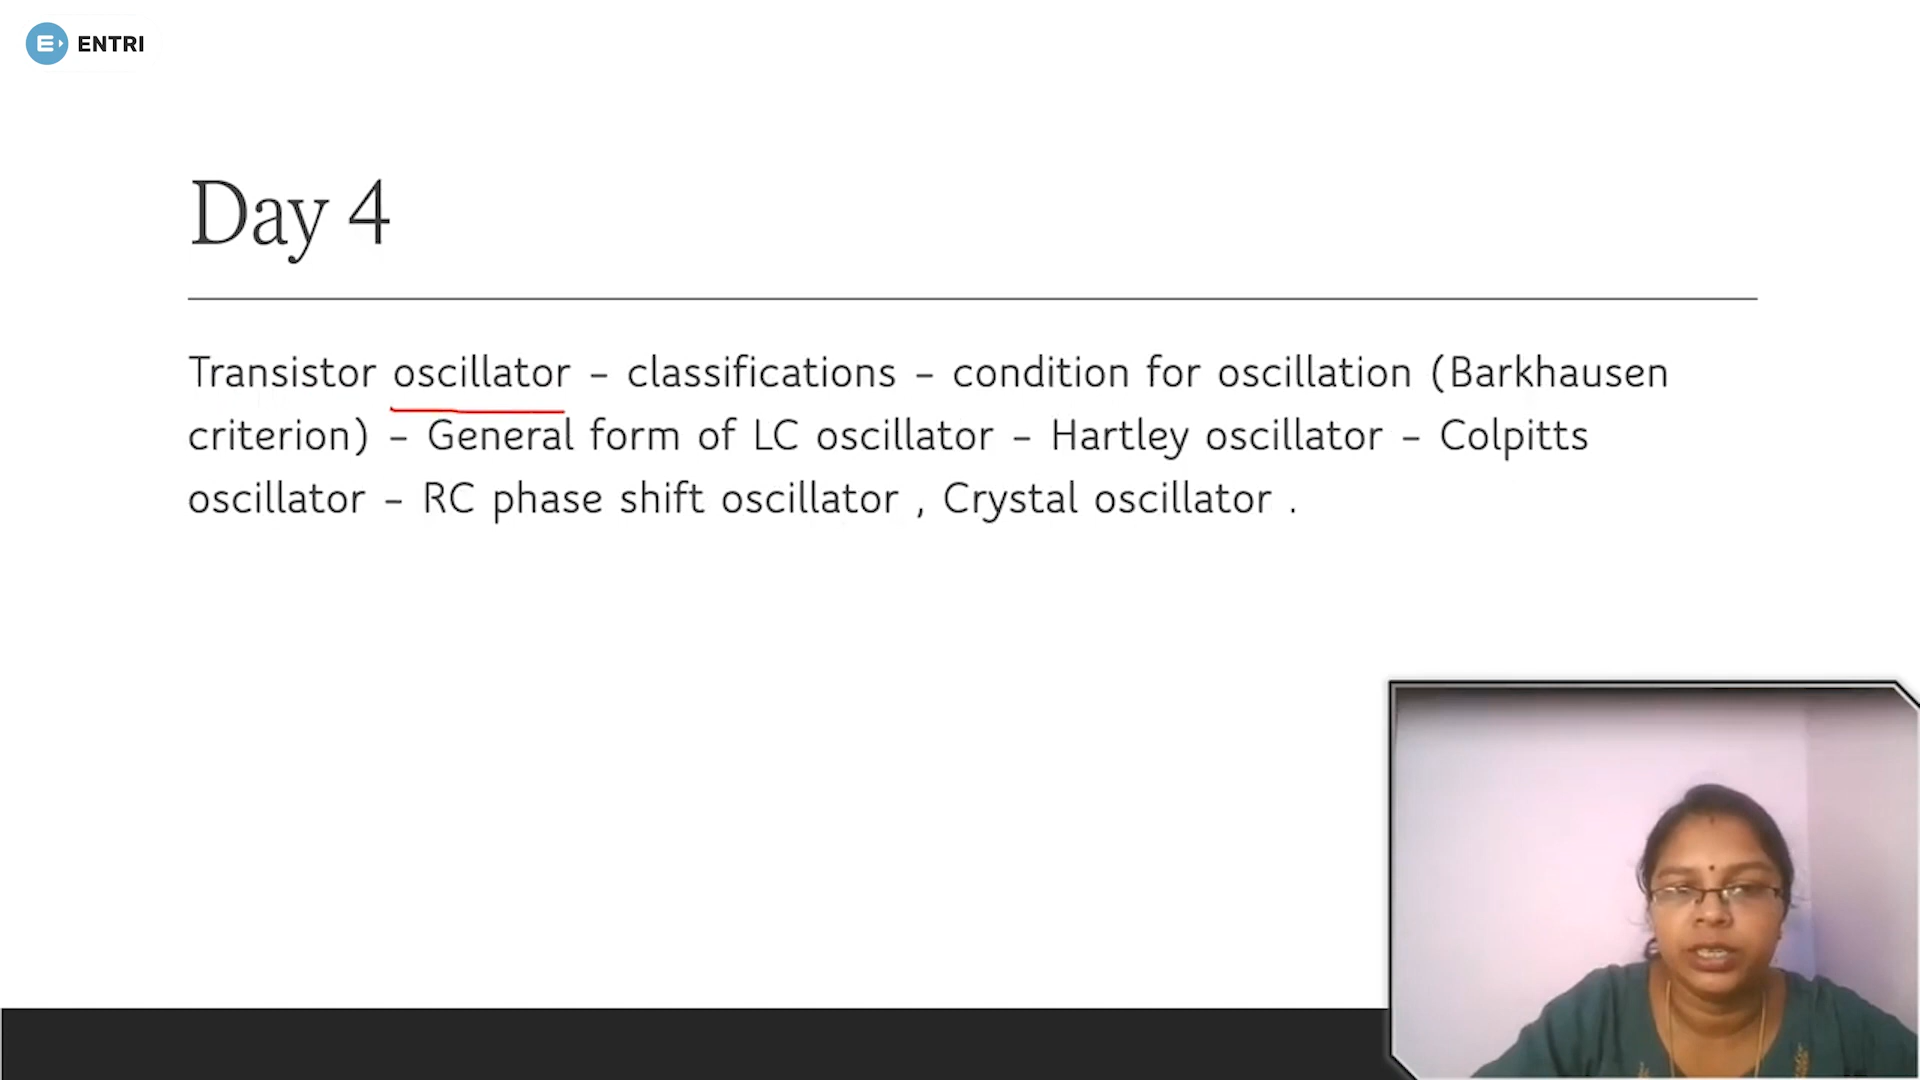 ENTRI
Day 4
Transistor oscillator – classifications – condition for oscillation (Barkhausen
criterion) – General form of LC oscillator – Hartley oscillator – Colpitts
oscillator – RC phase shift oscillator , Crystal oscillator .